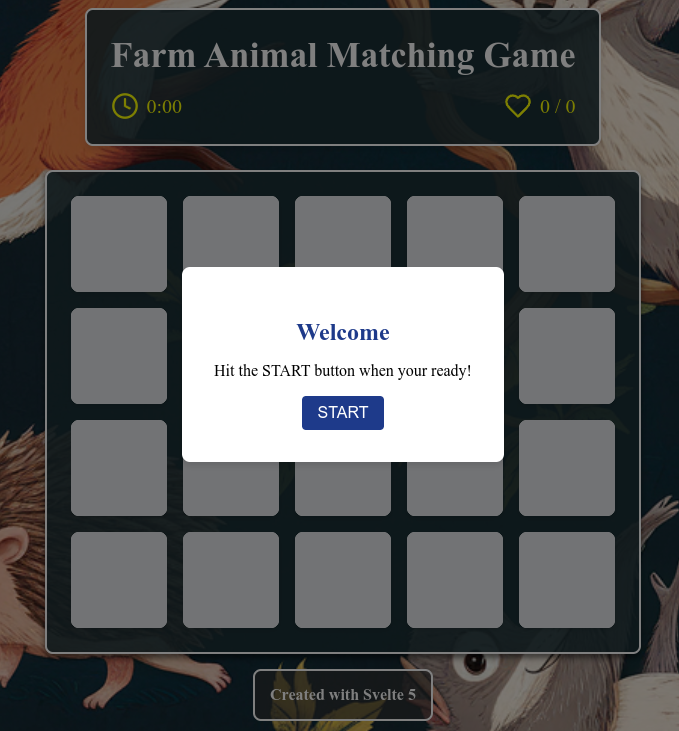 Farm Animal Matching Game
0:00
0 / 0
Welcome
Hit the START button when your ready!
START
Created with Svelte 5